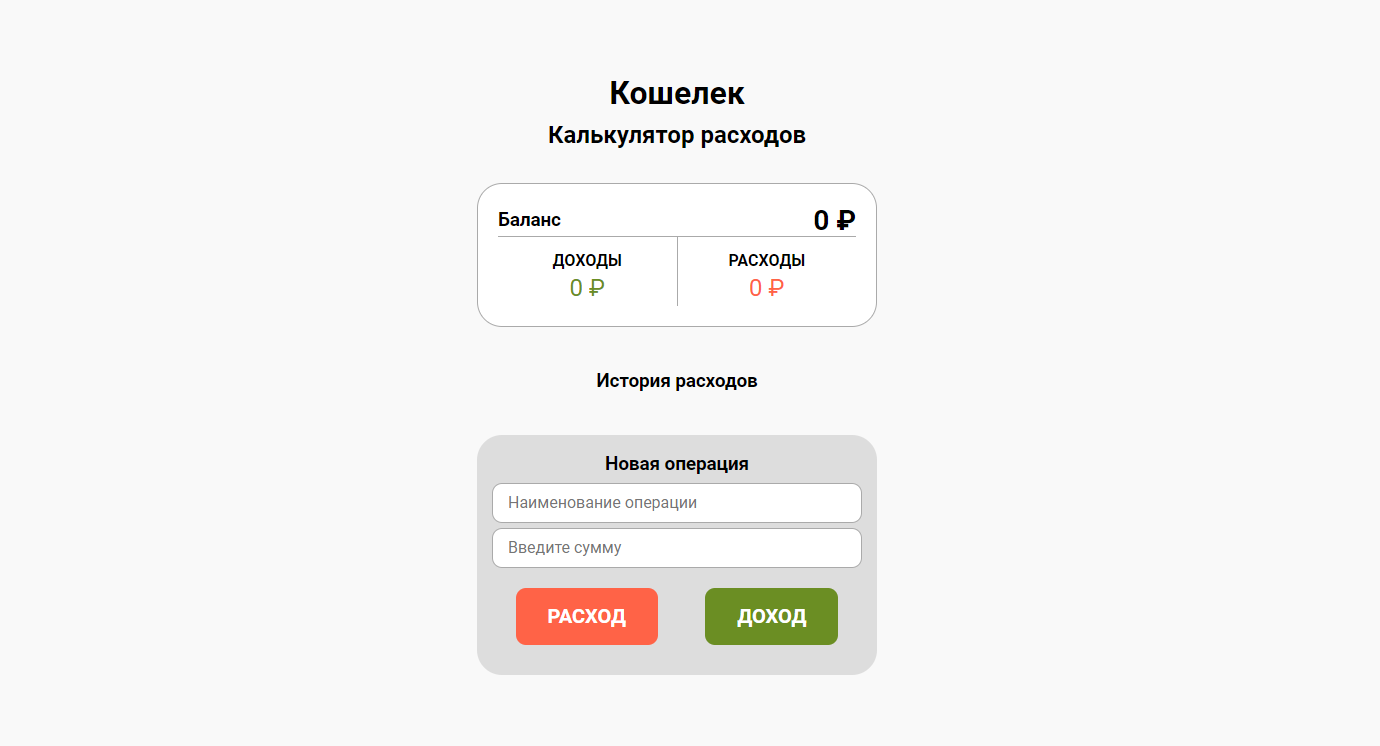 Кошелек
Калькулятор расходов
Баланс 0 ₽
ДОХОДЫ РАСХОДЫ
0 ₽ 0 ₽
История расходов
Новая операция
Наименование операции
Введите сумму
РАСХОД ДОХОД